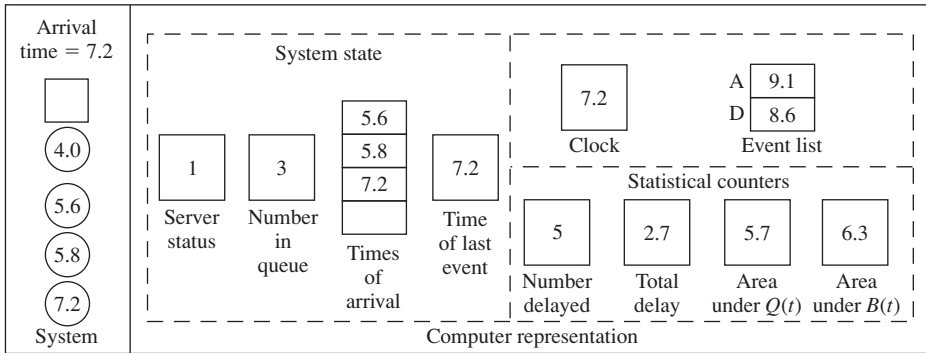 Arrival
time = 7.2
4.0
5.6
5.8
7.2
System
System state
1
Server
status
3
Number
in
queue
5.6
5.8
7.2
Times
of
arrival
7.2
Time
of last
event
7.2
Clock
A 9.1
D 8.6
Event list
Statistical counters
5
Number
delayed
2.7
Total
delay
5.7
Area
under Q(t)
6.3
Area
under B(t)
Computer representation